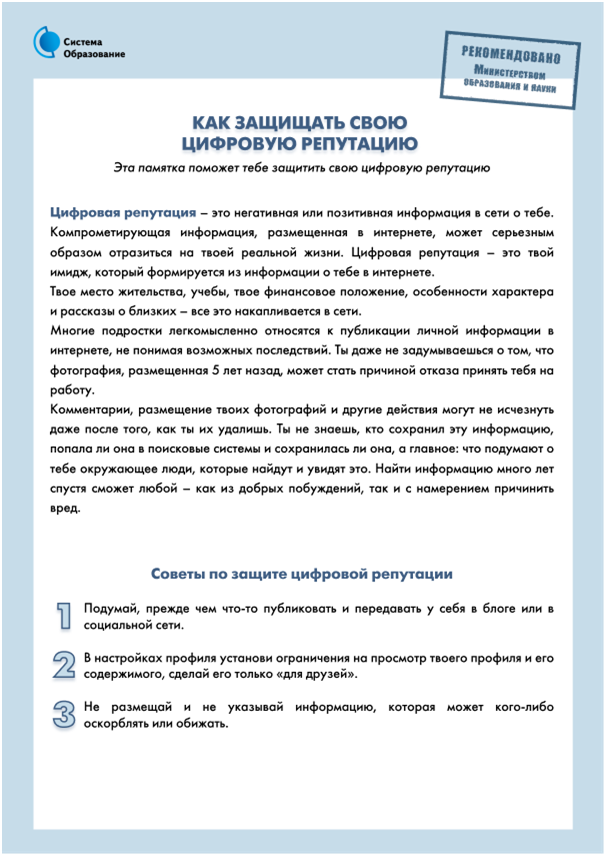 Система
Образование
РЕКОМЕНДОВАНО
Министерством
образования и науки
КАК ЗАЩИЩАТЬ СВОЮ
ЦИФРОВУЮ РЕПУТАЦИЮ
Эта памятка поможет тебе защитить свою цифровую репутацию
Цифровая репутация – это негативная или позитивная информация в сети о тебе.
Компрометирующая информация, размещенная в интернете, может серьезным
образом отразиться на твоей реальной жизни. Цифровая репутация – это твой
имидж, который формируется из информации о тебе в интернете.
Твое место жительства, учебы, твое финансовое положение, особенности характера
и рассказы о близких – все это накапливается в сети.
Многие подростки легкомысленно относятся к публикации личной информации в
интернете, не понимая возможных последствий. Ты даже не задумываешься о том, что
фотография, размещенная 5 лет назад, может стать причиной отказа принять тебя на
работу.
Комментарии, размещение твоих фотографий и другие действия могут не исчезнуть
даже после того, как ты их удалишь. Ты не знаешь, кто сохранил эту информацию,
попала ли она в поисковые системы и сохранилась ли она, а главное: что подумают о
тебе окружающее люди, которые найдут и увидят это. Найти информацию много лет
спустя сможет любой – как из добрых побуждений, так и с намерением причинить
вред.
Советы по защите цифровой репутации
1 Подумай, прежде чем что-то публиковать и передавать у себя в блоге или в
социальной сети.
2 В настройках профиля установи ограничения на просмотр твоего профиля и его
содержимого, сделай его только «для друзей».
3 Не размещай и не указывай информацию, которая может кого-либо
оскорблять или обижать.